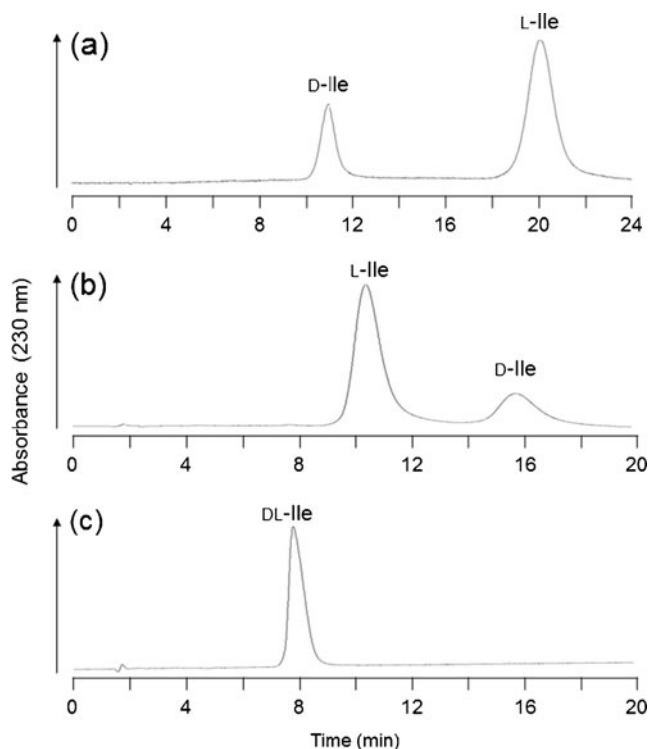 (a)
L-Ile
D-Ile
0 4 8 12 16 20 24
(b)
L-Ile
D-Ile
0 4 8 12 16 20
Absorbance (230 nm)
(c)
DL-Ile
0 4 8 12 16 20
Time (min)